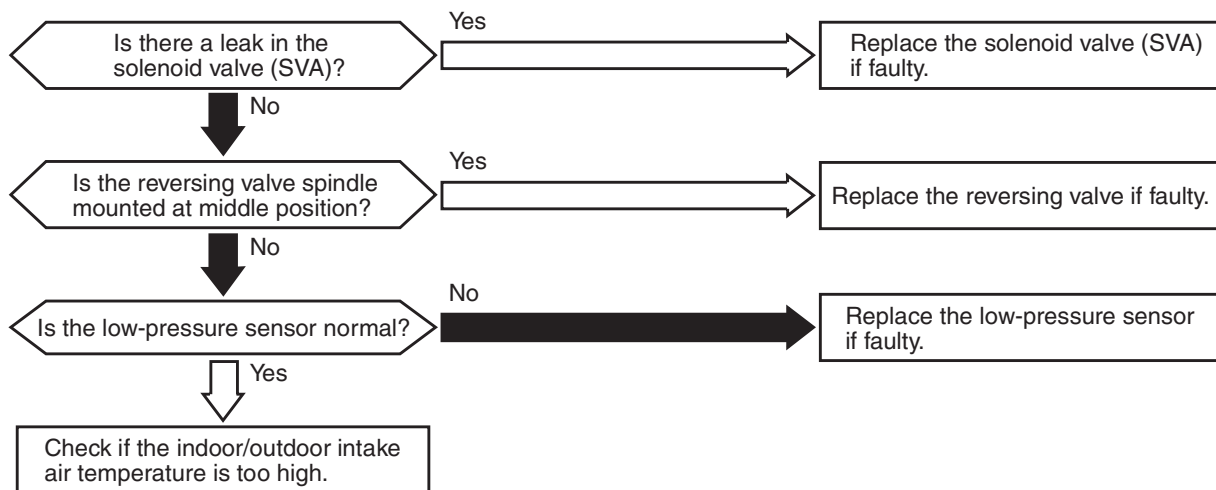 Is there a leak in the
solenoid valve (SVA)?
Yes
Replace the solenoid valve (SVA)
if faulty.
No
Is the reversing valve spindle
mounted at middle position?
Yes
Replace the reversing valve if faulty.
No
Is the low-pressure sensor normal?
No
Replace the low-pressure sensor
if faulty.
Yes
Check if the indoor/outdoor intake
air temperature is too high.